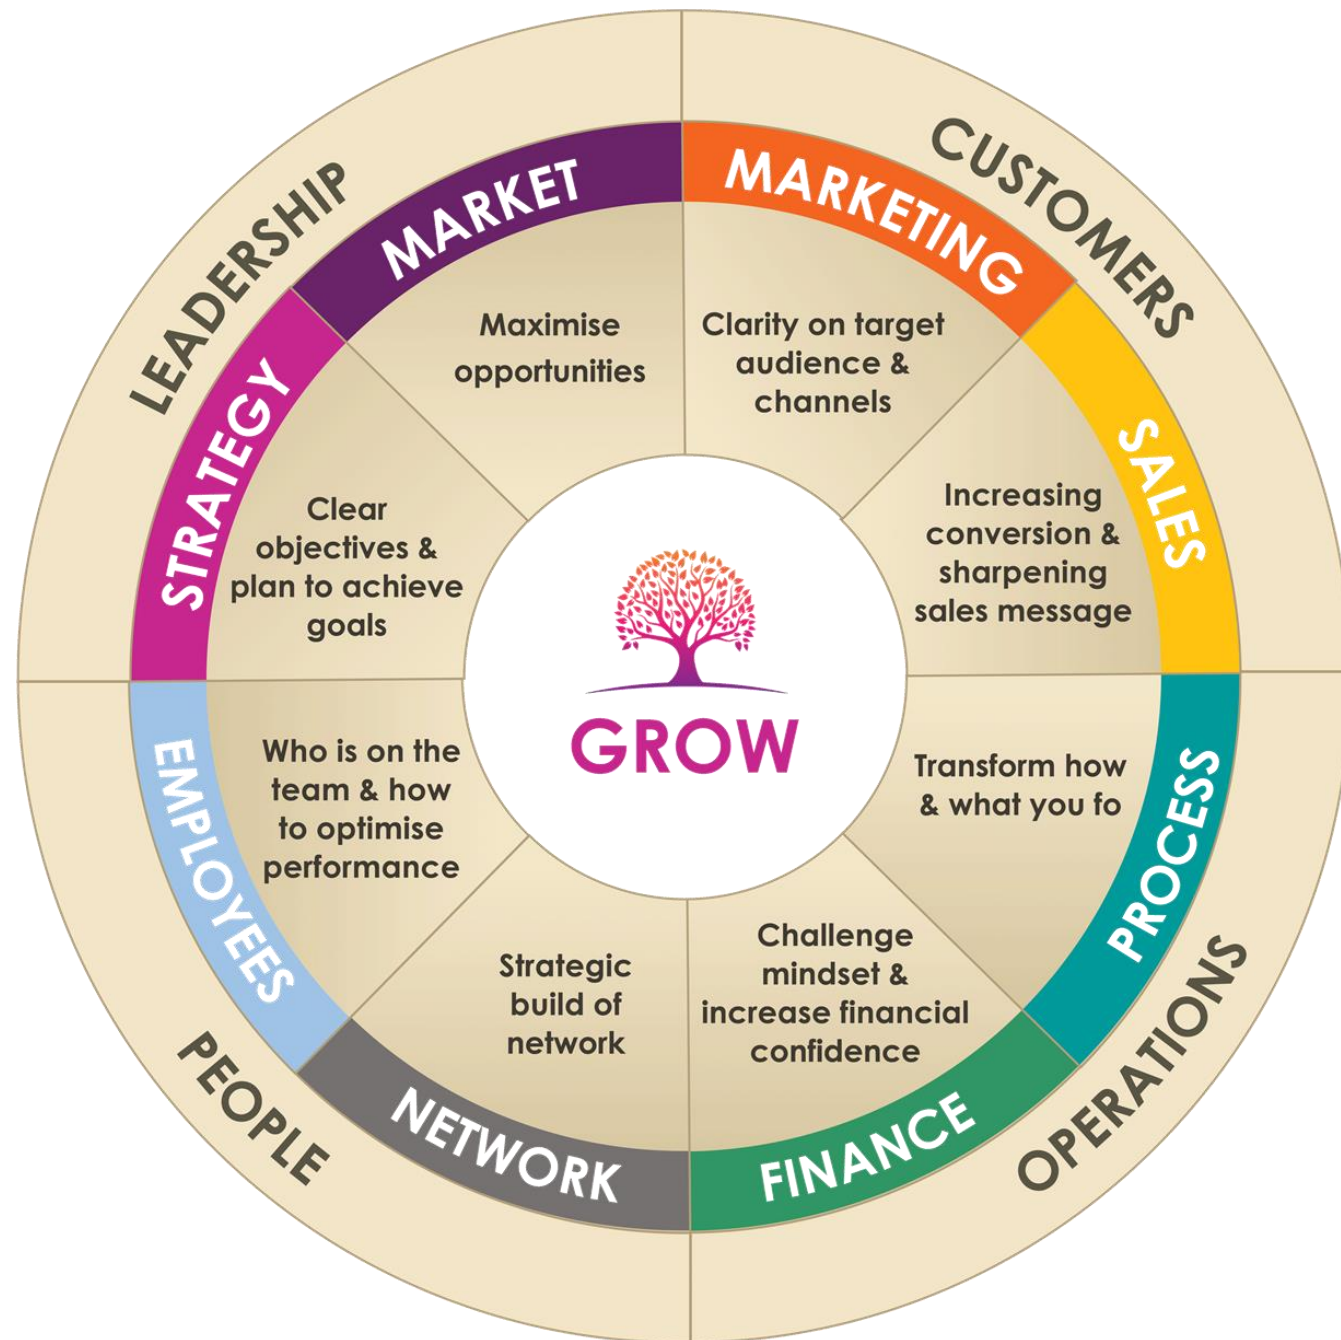 LEADERSHIP
CUSTOMERS
MARKET
MARKETING
Maximise
opportunities
Clarity on target
audience &
channels
STRATEGY
Clear
objectives &
plan to achieve
goals
SALES
Increasing
conversion &
sharpening
sales message
GROW
EMPLOYEES
Who is on the
team & how
to optimise
performance
PROCESS
Transform how
& what you fo
Strategic
build of
network
Challenge
mindset &
increase financial
confidence
NETWORK
FINANCE
PEOPLE
OPERATIONS